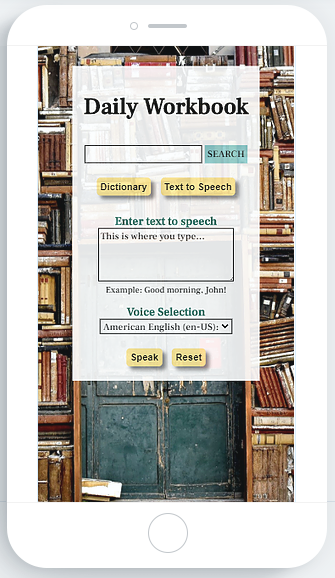 Daily Workbook
SEARCH
Dictionary Text to Speech
Enter text to speech
This is where you type...
Example: Good morning, John!
Voice Selection
American English (en-US):
Speak Reset